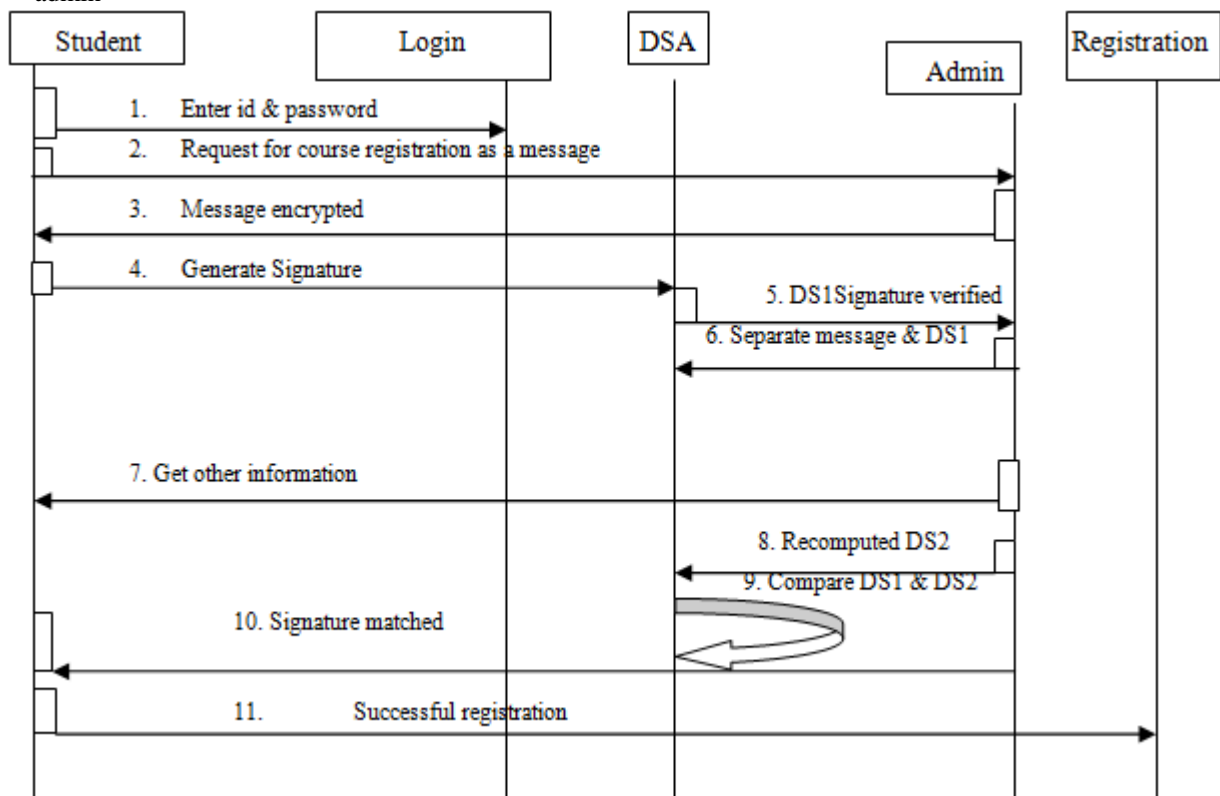 admin
Student
Login
DSA
Admin
Registration
1. Enter id & password
2. Request for course registration as a message
3. Message encrypted
4. Generate Signature
5. DS1Signature verified
6. Separate message & DS1
7. Get other information
8. Recomputed DS2
9. Compare DS1 & DS2
10. Signature matched
11. Successful registration